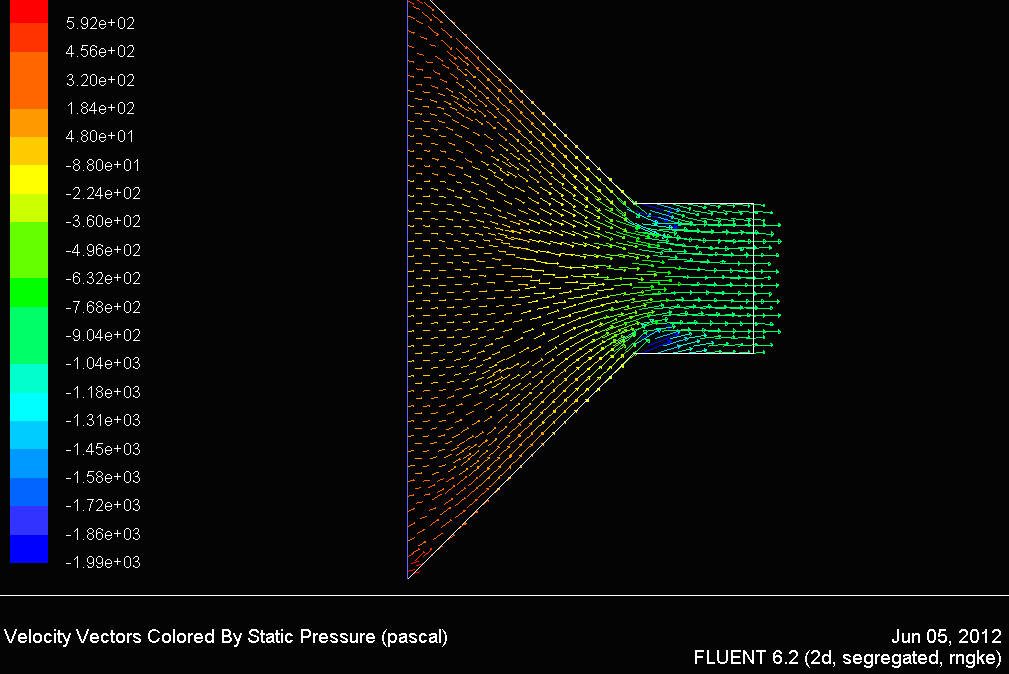 5.92e+02
4.56e+02
3.20e+02
1.84e+02
4.80e+01
-8.80e+01
-2.24e+02
-3.60e+02
-4.96e+02
-6.32e+02
-7.68e+02
-9.04e+02
-1.04e+03
-1.18e+03
-1.31e+03
-1.45e+03
-1.58e+03
-1.72e+03
-1.86e+03
-1.99e+03
Velocity Vectors Colored By Static Pressure (pascal)
Jun 05, 2012
FLUENT 6.2 (2d, segregated, rngke)